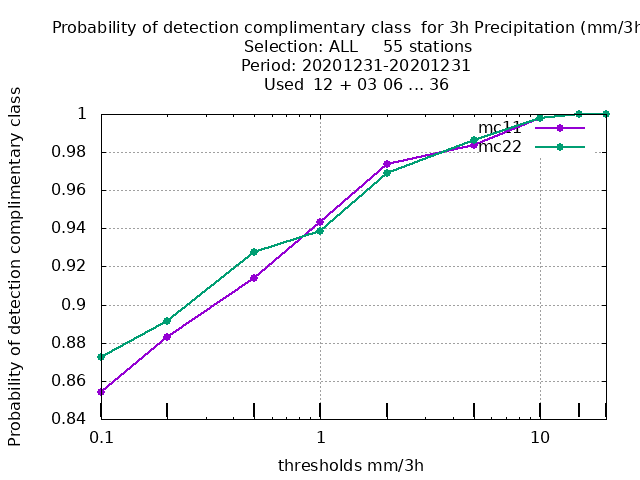 Probability of detection complimentary class  for 3h Precipitation (mm/3h
Selection: ALL     55 stations
Period: 20201231-20201231
Used  12 + 03 06 ... 36
Probability of detection complimentary class
1
0.98
0.96
0.94
0.92
0.9
0.88
0.86
0.84
mc11
mc22
0.1
1
10
thresholds mm/3h